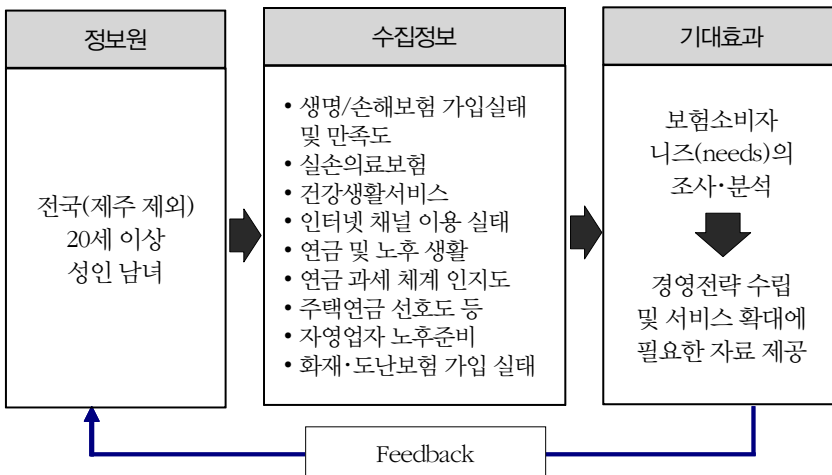 정보원
전국(제주 제외)
20세 이상
성인 남녀
수집정보
• 생명/손해보험 가입실태
및 만족도
• 실손의료보험
• 건강생활서비스
• 인터넷 채널 이용 실태
• 연금 및 노후 생활
• 연금 과세 체계 인지도
• 주택연금 선호도 등
• 자영업자 노후준비
• 화재·도난보험 가입 실태
기대효과
보험소비자
니즈(needs)의
조사·분석
경영전략 수립
및 서비스 확대에
필요한 자료 제공
Feedback